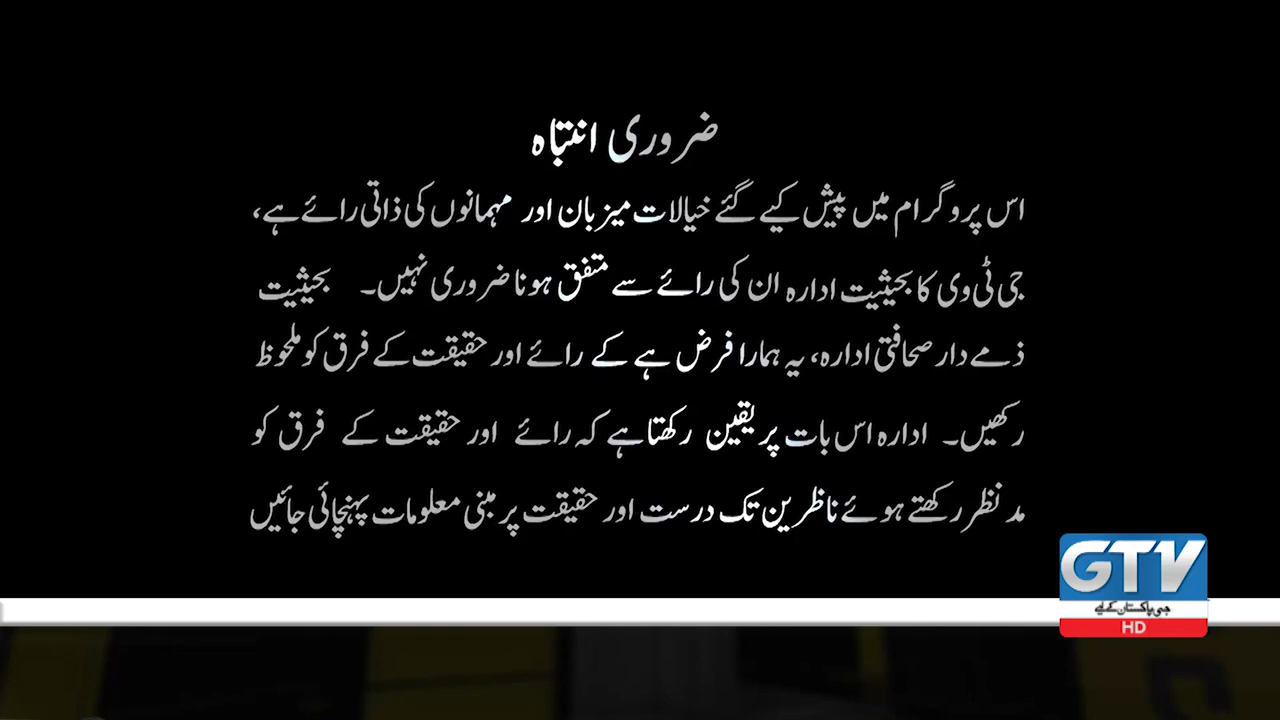 ضروری انتباہ
اس پروگرام میں پیش کیے گئے خیالات میزبان اور مہمانوں کی ذاتی رائے ہے،
جی ٹی وی کا بحیثیت ادارہ ان کی رائے سے متفق ہونا ضروری نہیں۔ بحیثیت
ذمے دار صحافتی ادارہ، یہ ہمارا فرض ہے کے رائے اور حقیقت کے فرق کو ملحوظ
رکھیں۔ ادارہ اس بات پر یقین رکھتا ہے کہ رائے اور حقیقت کے فرق کو
مد نظر رکھتے ہوئے ناظرین تک درست اور حقیقت پر مبنی معلومات پہنچائی جائیں
GTV
جی پاکستان کے لیے
HD